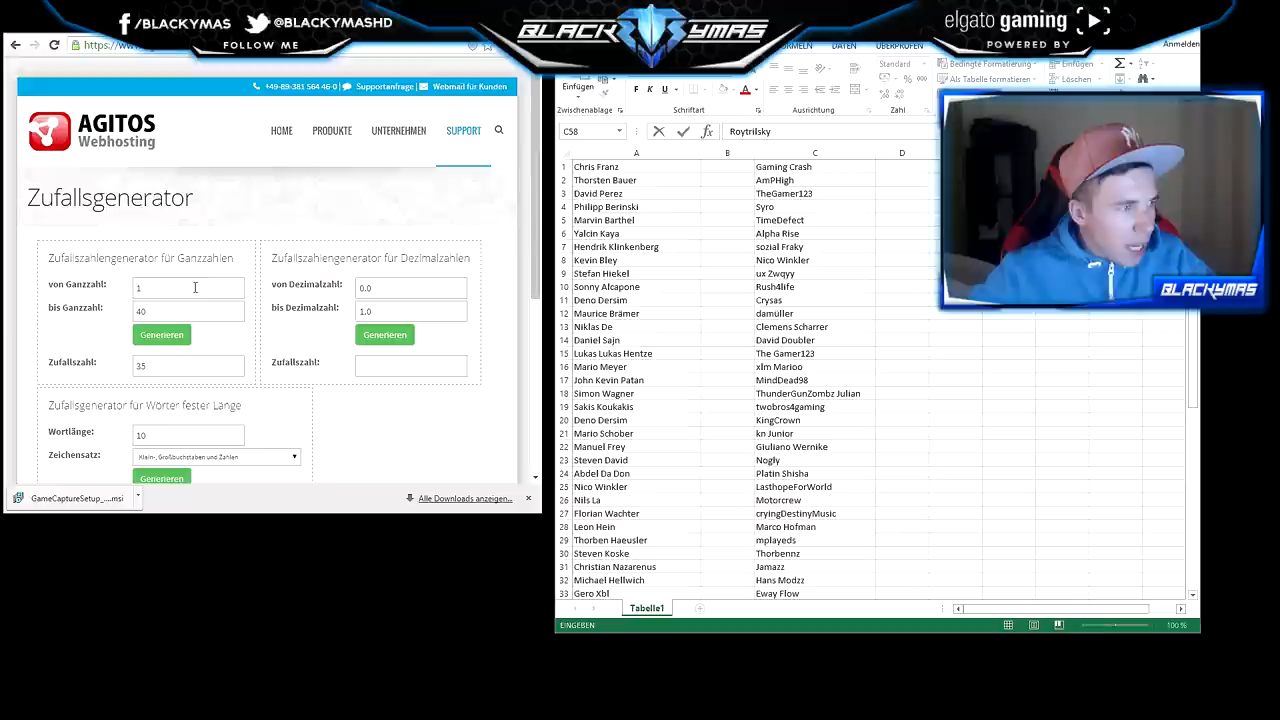 /BLACKYMAS
@BLACKYMASHD
FOLLOW ME
BLACKYMAS
elgato gaming
POWERED BY
https://www.
+49-89-381 564 46-0 | Supportanfrage | Webmail für Kunden
AGITOS
Webhosting
HOME PRODUKTE UNTERNEHMEN SUPPORT
Zufallsgenerator
Zufallszahlengenerator für Ganzzahlen
von Ganzzahl: 1
bis Ganzzahl: 40
Generieren
Zufallszahl: 35
Zufallszahlengenerator für Dezimalzahlen
von Dezimalzahl: 0.0
bis Dezimalzahl: 1.0
Generieren
Zufallszahl:
Zufallsgenerator für Wörter fester Länge
Wortlänge: 10
Zeichensatz: Klein-, Großbuchstaben und Zahlen
Generieren
GameCaptureSetup_....msi
Alle Downloads anzeigen...
DATEN ÜBERPRÜFEN Anmelden
Einfügen
F K U
Standard
% 000
Bedingte Formatierung
Als Tabelle formatieren
Einfügen
Löschen
Zwischenablage Schriftart Ausrichtung Zahl
C58 fx Roytrilsky
A B C D
1 Chris Franz Gaming Crash
2 Thorsten Bauer AmPHigh
3 David Perez TheGamer123
4 Philipp Berinski Syro
5 Marvin Barthel TimeDefect
6 Yalcin Kaya Alpha Rise
7 Hendrik Klinkenberg sozial Fraky
8 Kevin Bley Nico Winkler
9 Stefan Hiekel ux Zwqyy
10 Sonny Alcapone Rush4life
11 Deno Dersim Crysas
12 Maurice Brämer damüller
13 Niklas De Clemens Scharrer
14 Daniel Sajn David Doubler
15 Lukas Lukas Hentze The Gamer123
16 Mario Meyer xlm Marioo
17 John Kevin Patan MindDead98
18 Simon Wagner ThunderGunZombz Julian
19 Sakis Koukakis twobros4gaming
20 Deno Dersim KingCrown
21 Mario Schober kn Junior
22 Manuel Frey Giuliano Wernike
23 Steven David Nogly
24 Abdel Da Don Platin Shisha
25 Nico Winkler LasthopeForWorld
26 Nils La Motorcrew
27 Florian Wachter cryingDestinyMusic
28 Leon Hein Marco Hofman
29 Thorben Haeusler mplayeds
30 Steven Koske Thorbennz
31 Christian Nazarenus Jamazz
32 Michael Hellwich Hans Modzz
33 Gero Xbl Eway Flow
Tabelle1
EINGEBEN
100 %
BLACKYMAS